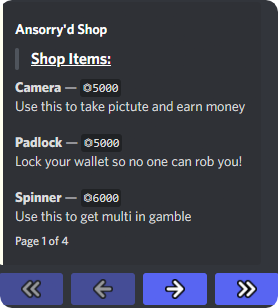 Ansorry'd Shop
Shop Items:
Camera — ⏣5000
Use this to take pictute and earn money
Padlock — ⏣5000
Lock your wallet so no one can rob you!
Spinner — ⏣6000
Use this to get multi in gamble
Page 1 of 4